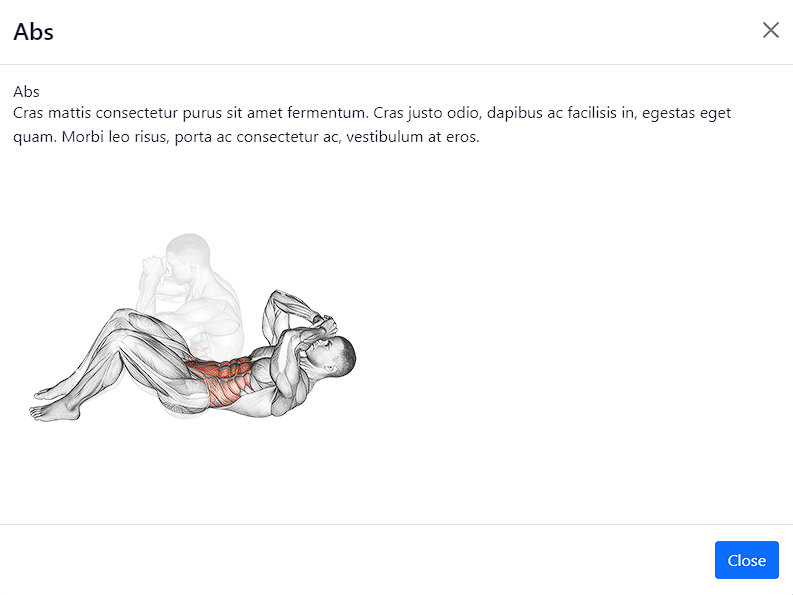 Abs
Abs
Cras mattis consectetur purus sit amet fermentum. Cras justo odio, dapibus ac facilisis in, egestas eget
quam. Morbi leo risus, porta ac consectetur ac, vestibulum at eros.
Close